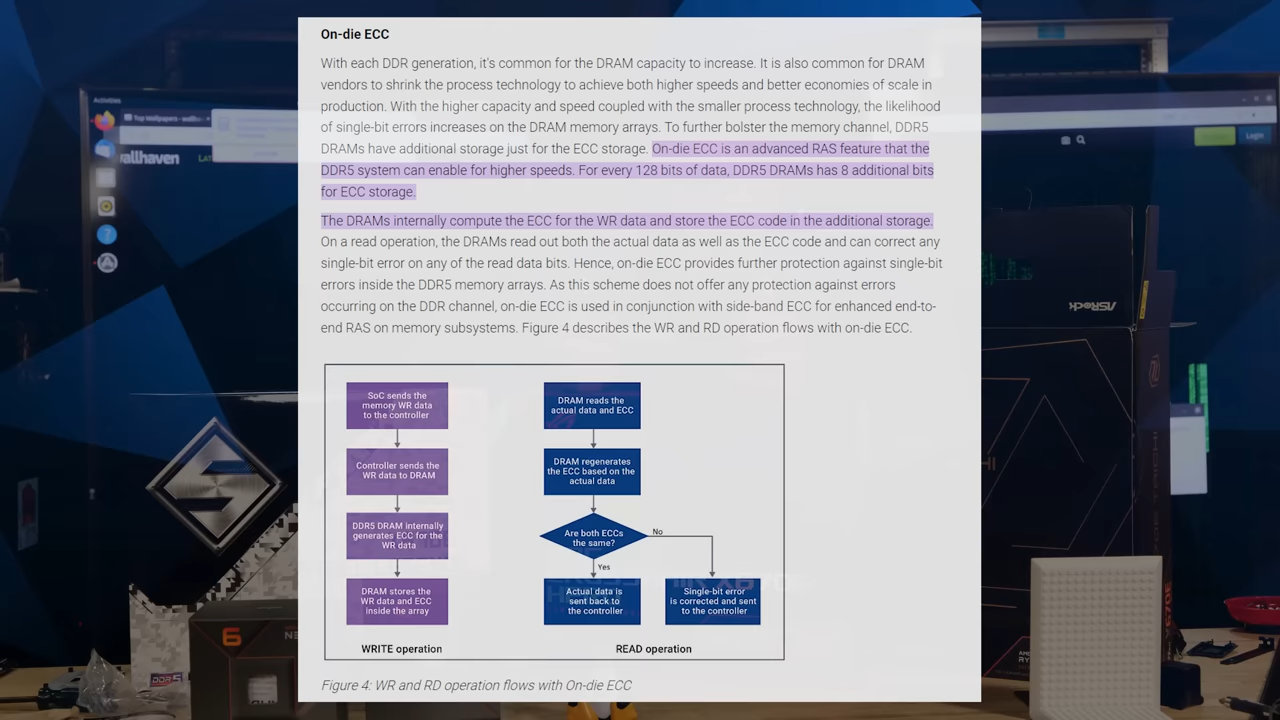 On-die ECC
With each DDR generation, it's common for the DRAM capacity to increase. It is also common for DRAM
vendors to shrink the process technology to achieve both higher speeds and better economies of scale in
production. With the higher capacity and speed coupled with the smaller process technology, the likelihood
of single-bit errors increases on the DRAM memory arrays. To further bolster the memory channel, DDR5
DRAMs have additional storage just for the ECC storage. On-die ECC is an advanced RAS feature that the
DDR5 system can enable for higher speeds. For every 128 bits of data, DDR5 DRAMs has 8 additional bits
for ECC storage.
The DRAMs internally compute the ECC for the WR data and store the ECC code in the additional storage.
On a read operation, the DRAMs read out both the actual data as well as the ECC code and can correct any
single-bit error on any of the read data bits. Hence, on-die ECC provides further protection against single-bit
errors inside the DDR5 memory arrays. As this scheme does not offer any protection against errors
occurring on the DDR channel, on-die ECC is used in conjunction with side-band ECC for enhanced end-to-
end RAS on memory subsystems. Figure 4 describes the WR and RD operation flows with on-die ECC.
SoC sends the
memory WR data
to the controller
Controller sends the
WR data to DRAM
DDR5 DRAM internally
generates ECC for the
WR data
DRAM stores the
WR data and ECC
inside the array
WRITE operation
DRAM reads the
actual data and ECC
DRAM regenerates
the ECC based on the
actual data
Are both ECCs
the same?
No
Yes
Actual data is
sent back to
the controller
Single-bit error
is corrected and sent
to the controller
READ operation
Figure 4: WR and RD operation flows with On-die ECC
Activities
Top Wallpapers - wallh
wallhaven
Login
ASRock
6
DDR5